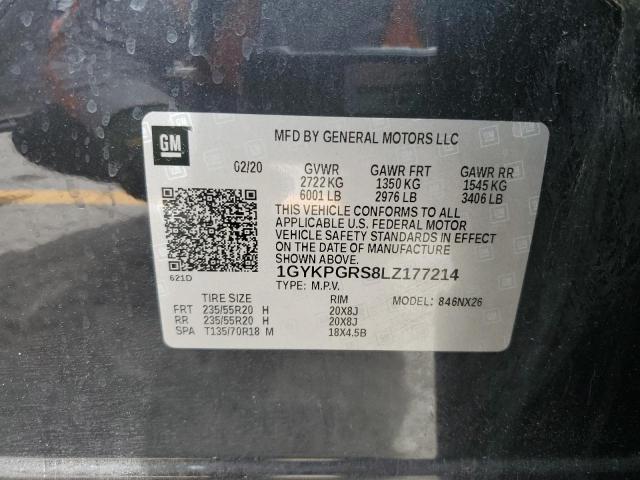 MFD BY GENERAL MOTORS LLC
GM
02/20 GVWR GAWR FRT GAWR RR
2722 KG 1350 KG 1545 KG
6001 LB 2976 LB 3406 LB
THIS VEHICLE CONFORMS TO ALL
APPLICABLE U.S. FEDERAL MOTOR
VEHICLE SAFETY STANDARDS IN EFFECT
ON THE DATE OF MANUFACTURE
SHOWN ABOVE.
621D
1GYKPGRS8LZ177214
TYPE: M.P.V. MODEL: 846NX26
TIRE SIZE RIM
FRT 235/55R20 H 20X8J
RR 235/55R20 H 20X8J
SPA T135/70R18 M 18X4.5B